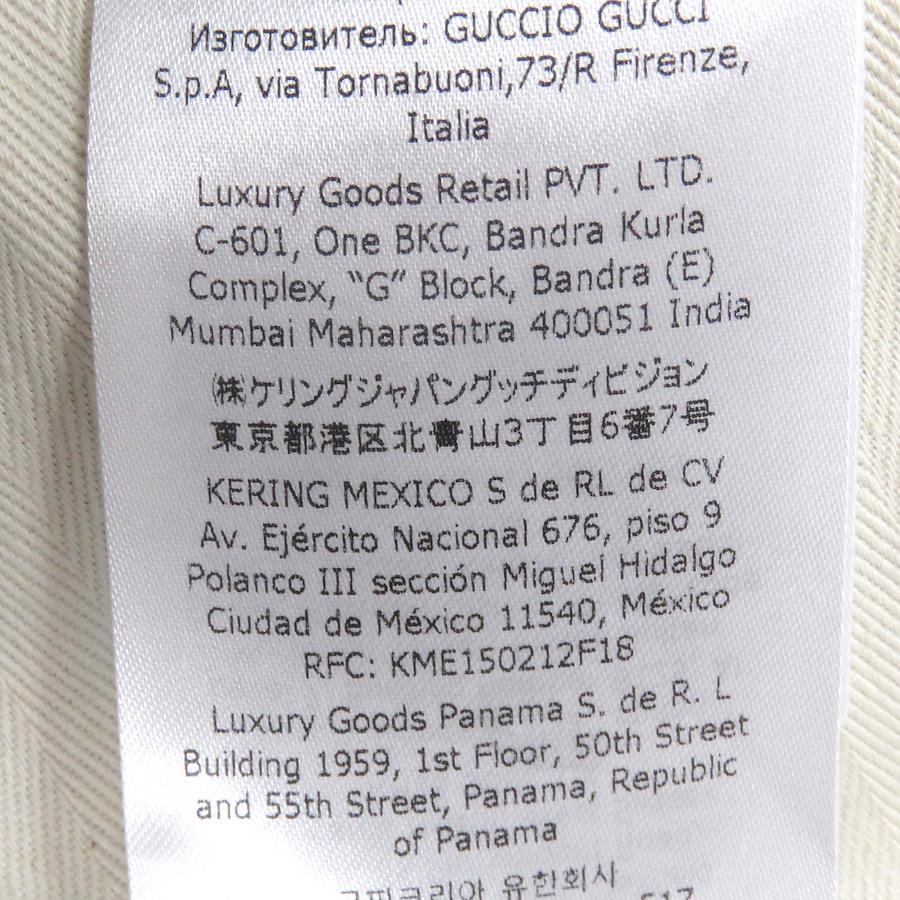 Изготовитель: GUCCIO GUCCI
S.p.A, via Tornabuoni,73/R Firenze,
Italia
Luxury Goods Retail PVT. LTD.
C-601, One BKC, Bandra Kurla
Complex, “G” Block, Bandra (E)
Mumbai Maharashtra 400051 India
㈱ケリングジャパングッチディビジョン
東京都港区北青山3丁目6番7号
KERING MEXICO S de RL de CV
Av. Ejército Nacional 676, piso 9
Polanco III sección Miguel Hidalgo
Ciudad de México 11540, México
RFC: KME150212F18
Luxury Goods Panama S. de R. L
Building 1959, 1st Floor, 50th Street
and 55th Street, Panama, Republic
of Panama
유한회사